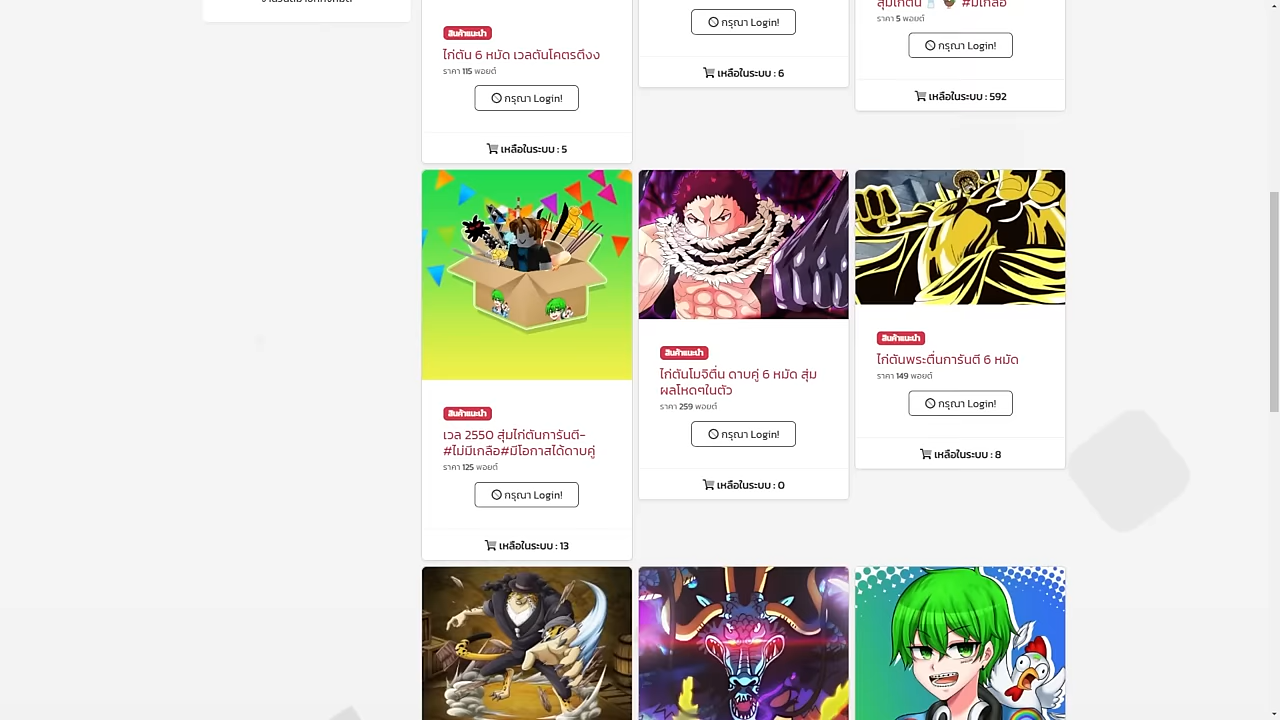 สินค้าแนะนำ
ไก่ตัน 6 หมัด เวลตันโคตรตึงง
ราคา 115 พอยต์
กรุณา Login!
เหลือในระบบ : 5
กรุณา Login!
เหลือในระบบ : 6
ราคา 5 พอยต์
กรุณา Login!
เหลือในระบบ : 592
สินค้าแนะนำ
เวล 2550 สุ่มไก่ตันการันตี-
#ไม่มีเกลือ#มีโอกาสได้ดาบคู่
ราคา 125 พอยต์
กรุณา Login!
เหลือในระบบ : 13
สินค้าแนะนำ
ไก่ตันโมจิตื่น ดาบคู่ 6 หมัด สุ่ม
ผลโหดๆในตัว
ราคา 259 พอยต์
กรุณา Login!
เหลือในระบบ : 0
สินค้าแนะนำ
ไก่ตันพระตื่นการันตี 6 หมัด
ราคา 149 พอยต์
กรุณา Login!
เหลือในระบบ : 8